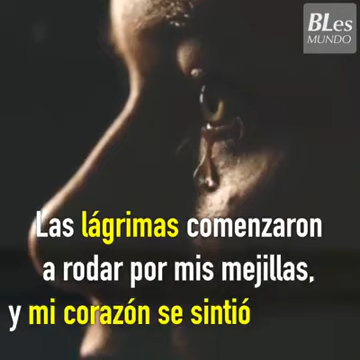 BLes
MUNDO
Las lágrimas comenzaron
a rodar por mis mejillas,
y mi corazón se sintió